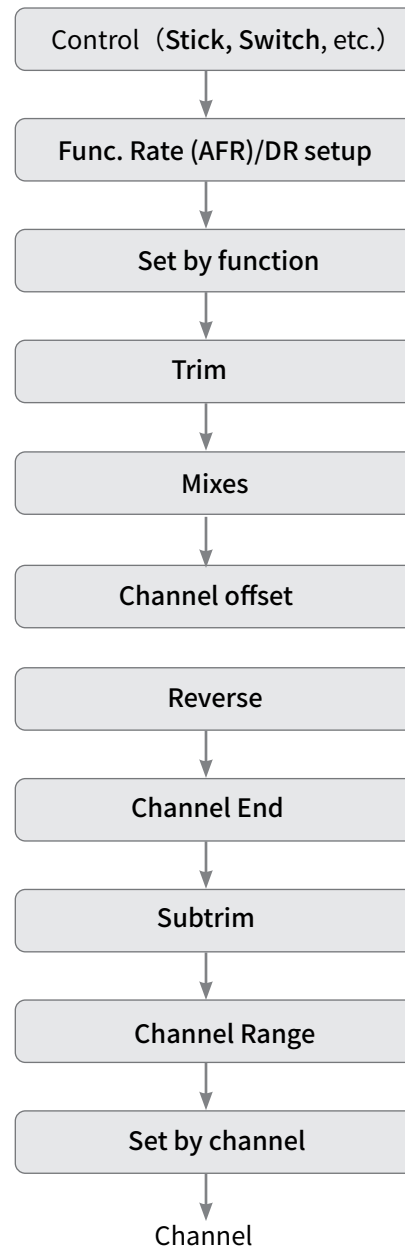 Control（Stick, Switch, etc.）
Func. Rate (AFR)/DR setup
Set by function
Trim
Mixes
Channel offset
Reverse
Channel End
Subtrim
Channel Range
Set by channel
Channel